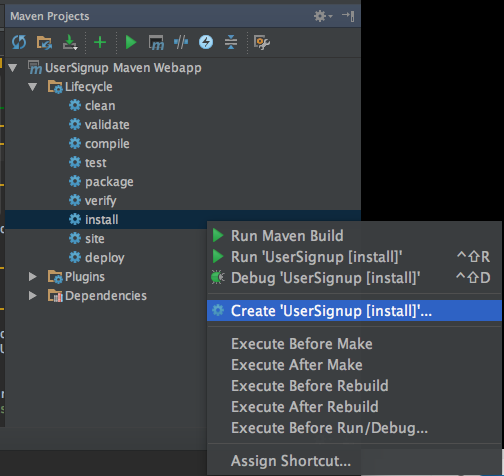 Maven Projects
UserSignup Maven Webapp
Lifecycle
clean
validate
compile
test
package
verify
install
site
deploy
Plugins
Dependencies
Run Maven Build
Run 'UserSignup [install]' ^⇧R
Debug 'UserSignup [install]' ^⇧D
Create 'UserSignup [install]'...
Execute Before Make
Execute After Make
Execute Before Rebuild
Execute After Rebuild
Execute Before Run/Debug...
Assign Shortcut...